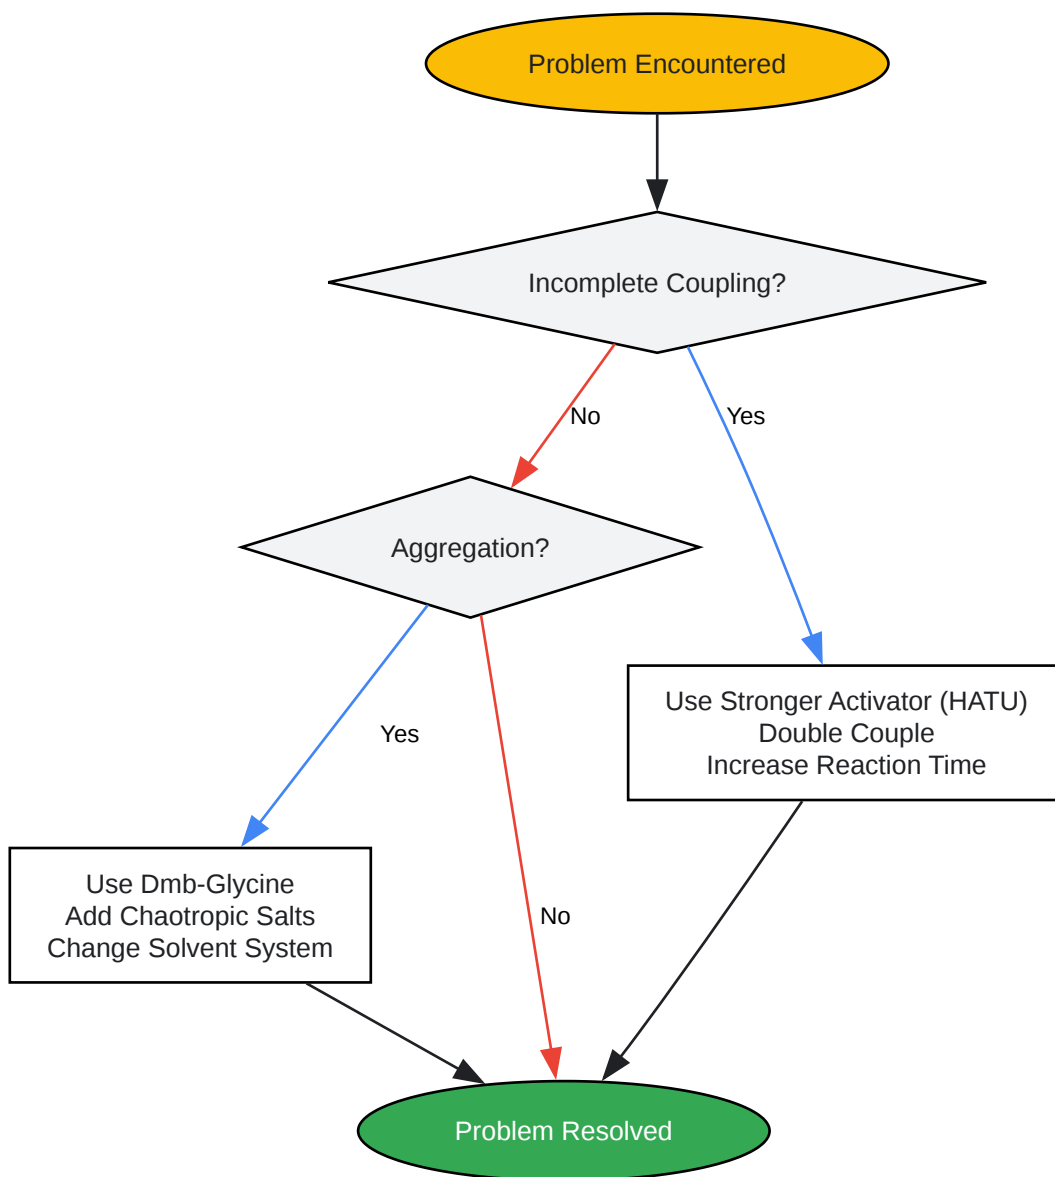 Problem Encountered
Incomplete Coupling?
No
Yes
Aggregation?
Use Stronger Activator (HATU)
Double Couple
Increase Reaction Time
Yes
Use Dmb-Glycine
Add Chaotropic Salts
Change Solvent System
No
Problem Resolved